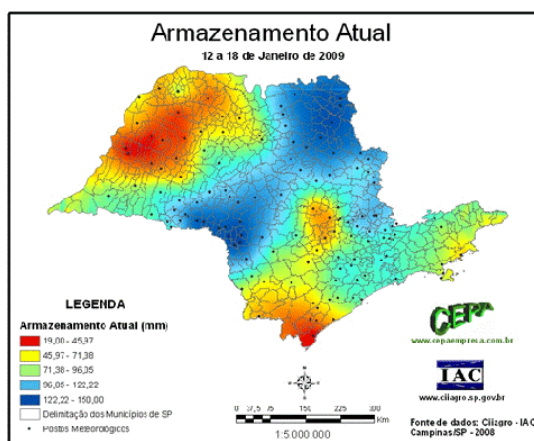 Armazenamento Atual
12 a 18 de Janeiro de 2009
LEGENDA
Armazenamento Atual (mm)
19,00 - 45,97
45,97 - 71,38
71,38 - 96,05
96,05 - 122,22
122,22 - 150,00
Delimitação dos Municípios de SP
Postos Meteorológicos
CEPA
www.cepaempresa.com.br
IAC
www.ciiagro.sp.gov.br
0 37,5 75 150 225 300
Km
1:5 000 000
Fonte de dados: Ciiagro - IAC
Campinas/SP - 2008